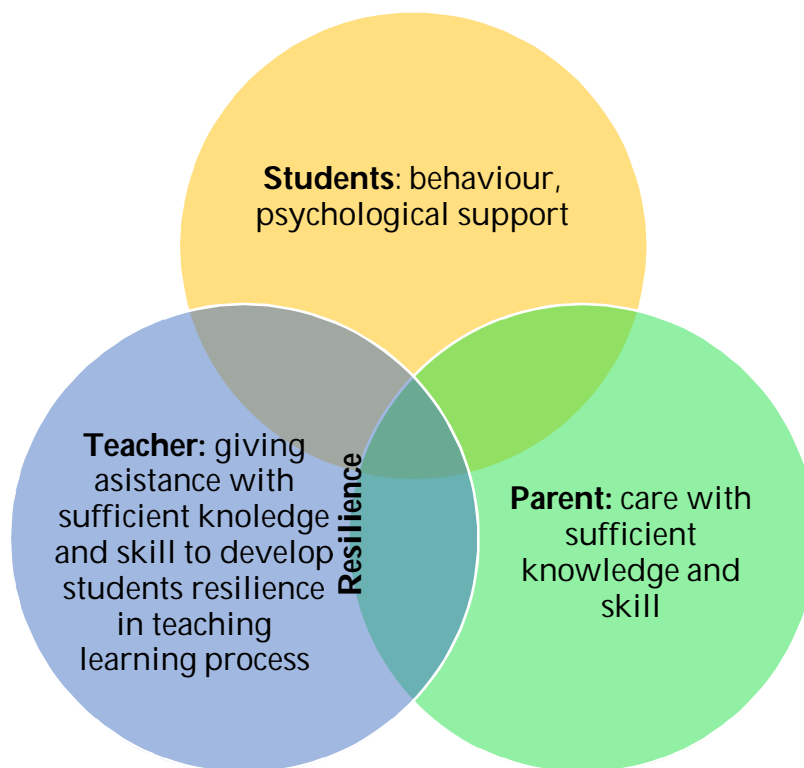 Students: behaviour,
psychological support
Teacher: giving
asistance with
sufficient knoledge
and skill to develop
students resilience
in teaching
learning process
Resilience
Parent: care with
sufficient
knowledge and
skill